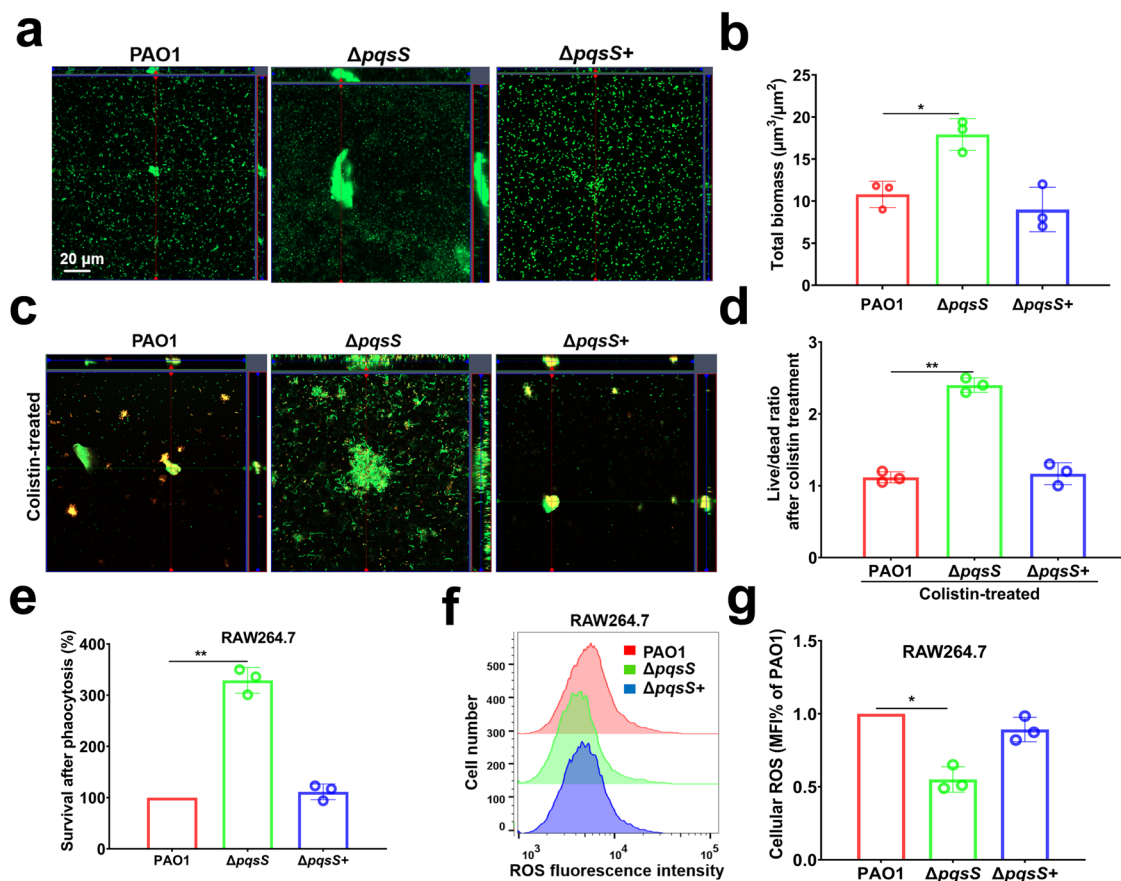 a
PAO1
ΔpqsS
ΔpqsS+
20 µm
b
Total biomass (µm³/µm²)
25
20
15
10
5
0
*
PAO1
ΔpqsS
ΔpqsS+
c
PAO1
ΔpqsS
ΔpqsS+
Colistin-treated
d
Live/dead ratio
after colistin treatment
3
2
1
0
**
PAO1
ΔpqsS
ΔpqsS+
Colistin-treated
e
RAW264.7
Survival after phaocytosis (%)
400
300
200
100
0
**
PAO1
ΔpqsS
ΔpqsS+
f
RAW264.7
PAO1
ΔpqsS
ΔpqsS+
Cell number
500
400
300
200
100
0
10³
10⁴
10⁵
ROS fluorescence intensity
g
RAW264.7
Cellular ROS (MFI% of PAO1)
1.5
1.0
0.5
0.0
*
PAO1
ΔpqsS
ΔpqsS+